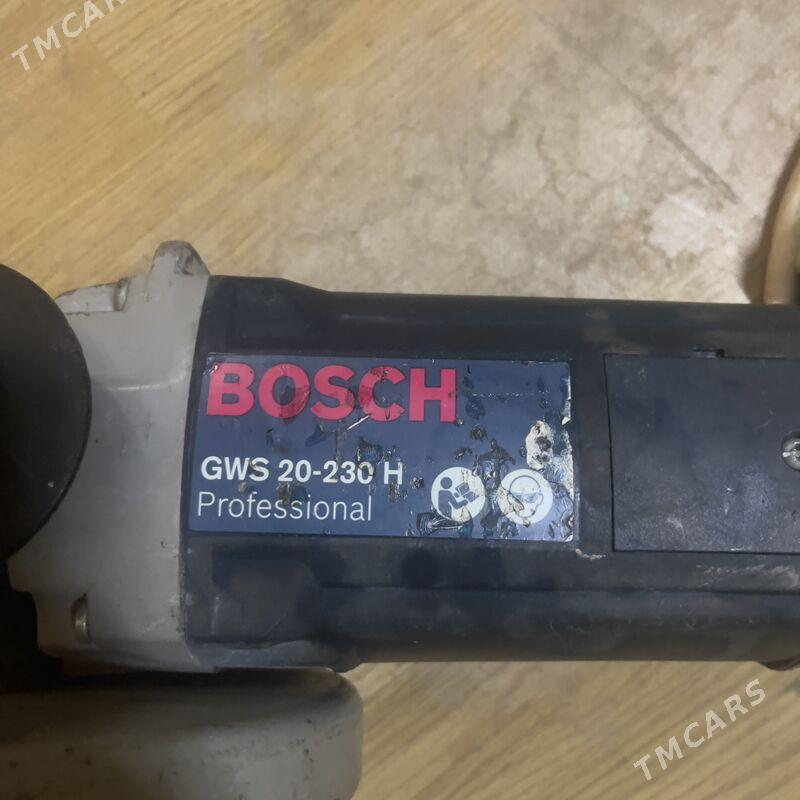 TMCARS
BOSCH
GWS 20-230 H
Professional
TMCARS